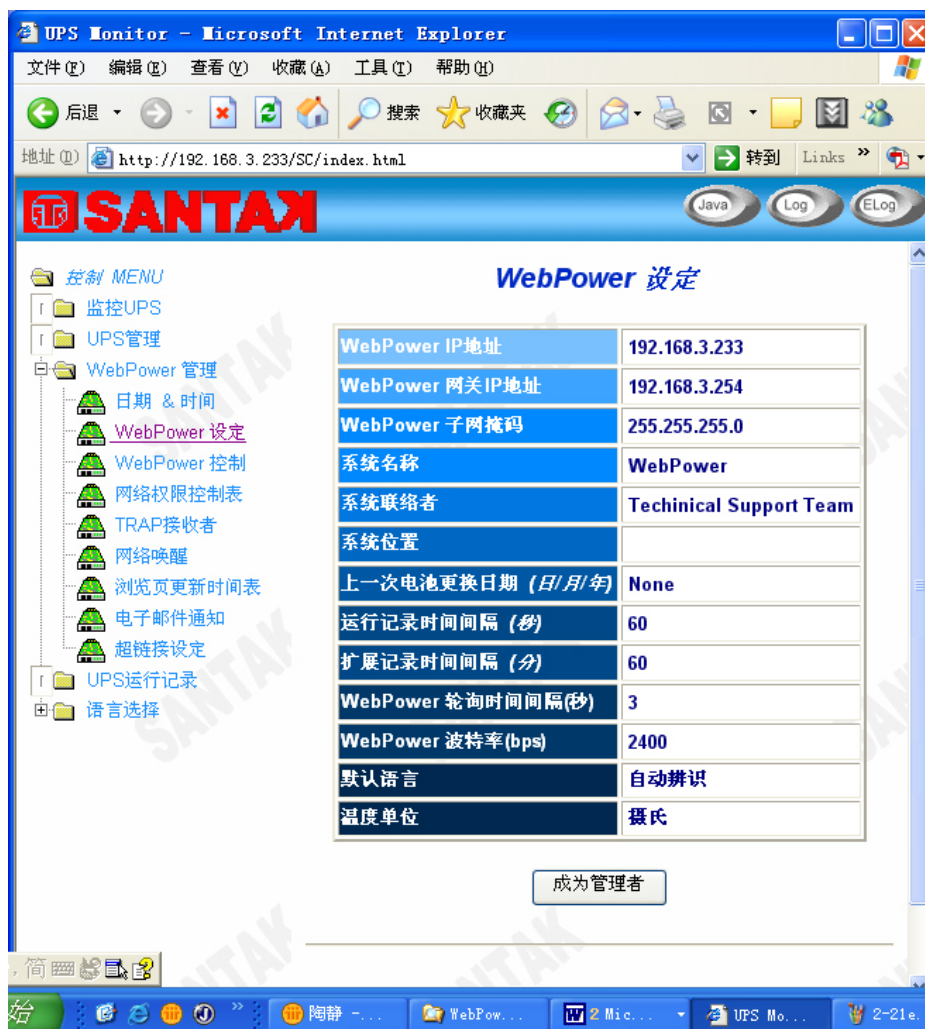 UPS Monitor - Microsoft Internet Explorer
文件(F) 编辑(E) 查看(V) 收藏(A) 工具(T) 帮助(H)
后退 搜索 收藏夹
地址(D) http://192.168.3.233/SC/index.html 转到 Links »
SANTAK Java Log ELog
控制 MENU
监控UPS
UPS管理
WebPower 管理
日期 & 时间
WebPower 设定
WebPower 控制
网络权限控制表
TRAP接收者
网络唤醒
浏览页更新时间表
电子邮件通知
超链接设定
UPS运行记录
语言选择
WebPower 设定
WebPower IP地址 192.168.3.233
WebPower 网关IP地址 192.168.3.254
WebPower 子网掩码 255.255.255.0
系统名称 WebPower
系统联络者 Techinical Support Team
系统位置
上一次电池更换日期 (日/月/年) None
运行记录时间间隔 (秒) 60
扩展记录时间间隔 (分) 60
WebPower 轮询时间间隔(秒) 3
WebPower 波特率(bps) 2400
默认语言 自动辨识
温度单位 摄氏
成为管理者
SANTAK
简
始 » 陶静 -... WebPow... 2 Mic... UPS Mo... 2-21e.